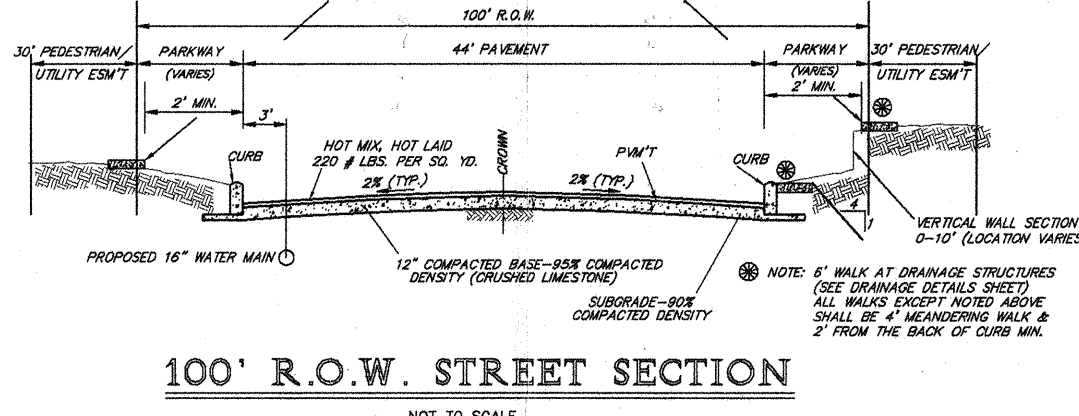 100' R.O.W.
30' PEDESTRIAN/
UTILITY ESM'T
PARKWAY
(VARIES)
44' PAVEMENT
PARKWAY
(VARIES)
30' PEDESTRIAN/
UTILITY ESM'T
2' MIN.
2' MIN.
3'
CURB
HOT MIX, HOT LAID
220 # LBS. PER SQ. YD.
2% (TYP.)
CROWN
2% (TYP.)
PVM'T
CURB
4
1
VERTICAL WALL SECTION
0-10' (LOCATION VARIES
PROPOSED 16" WATER MAIN
12" COMPACTED BASE-95% COMPACTED
DENSITY (CRUSHED LIMESTONE)
SUBGRADE-90%
COMPACTED DENSITY
NOTE: 6' WALK AT DRAINAGE STRUCTURES
(SEE DRAINAGE DETAILS SHEET)
ALL WALKS EXCEPT NOTED ABOVE
SHALL BE 4' MEANDERING WALK &
2' FROM THE BACK OF CURB MIN.
100' R.O.W. STREET SECTION
NOT TO SCALE